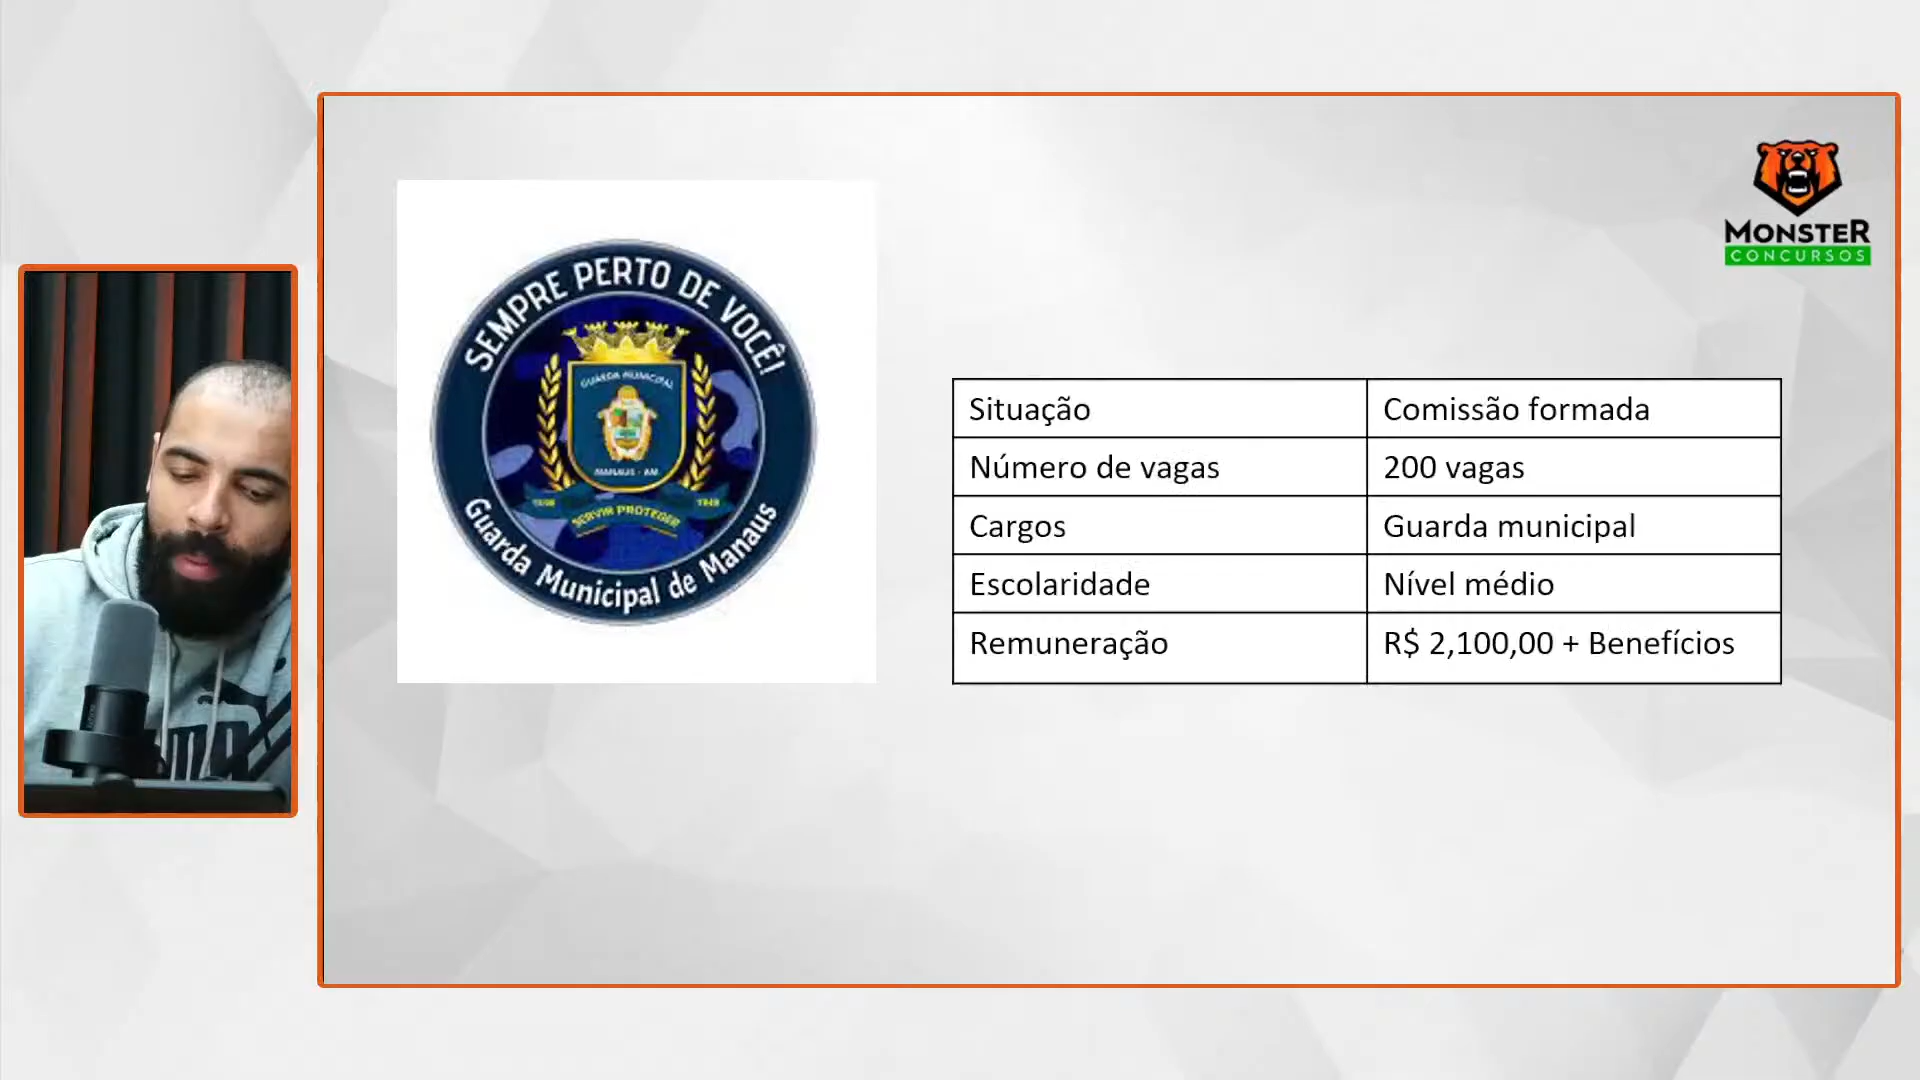 SEMPRE PERTO DE VOCÊ!
GUARDA MUNICIPAL
MANAUS - AM
SERVIR PROTEGER
Guarda Municipal de Manaus
MONSTER
CONCURSOS
Situação Comissão formada
Número de vagas 200 vagas
Cargos Guarda municipal
Escolaridade Nível médio
Remuneração R$ 2,100,00 + Benefícios